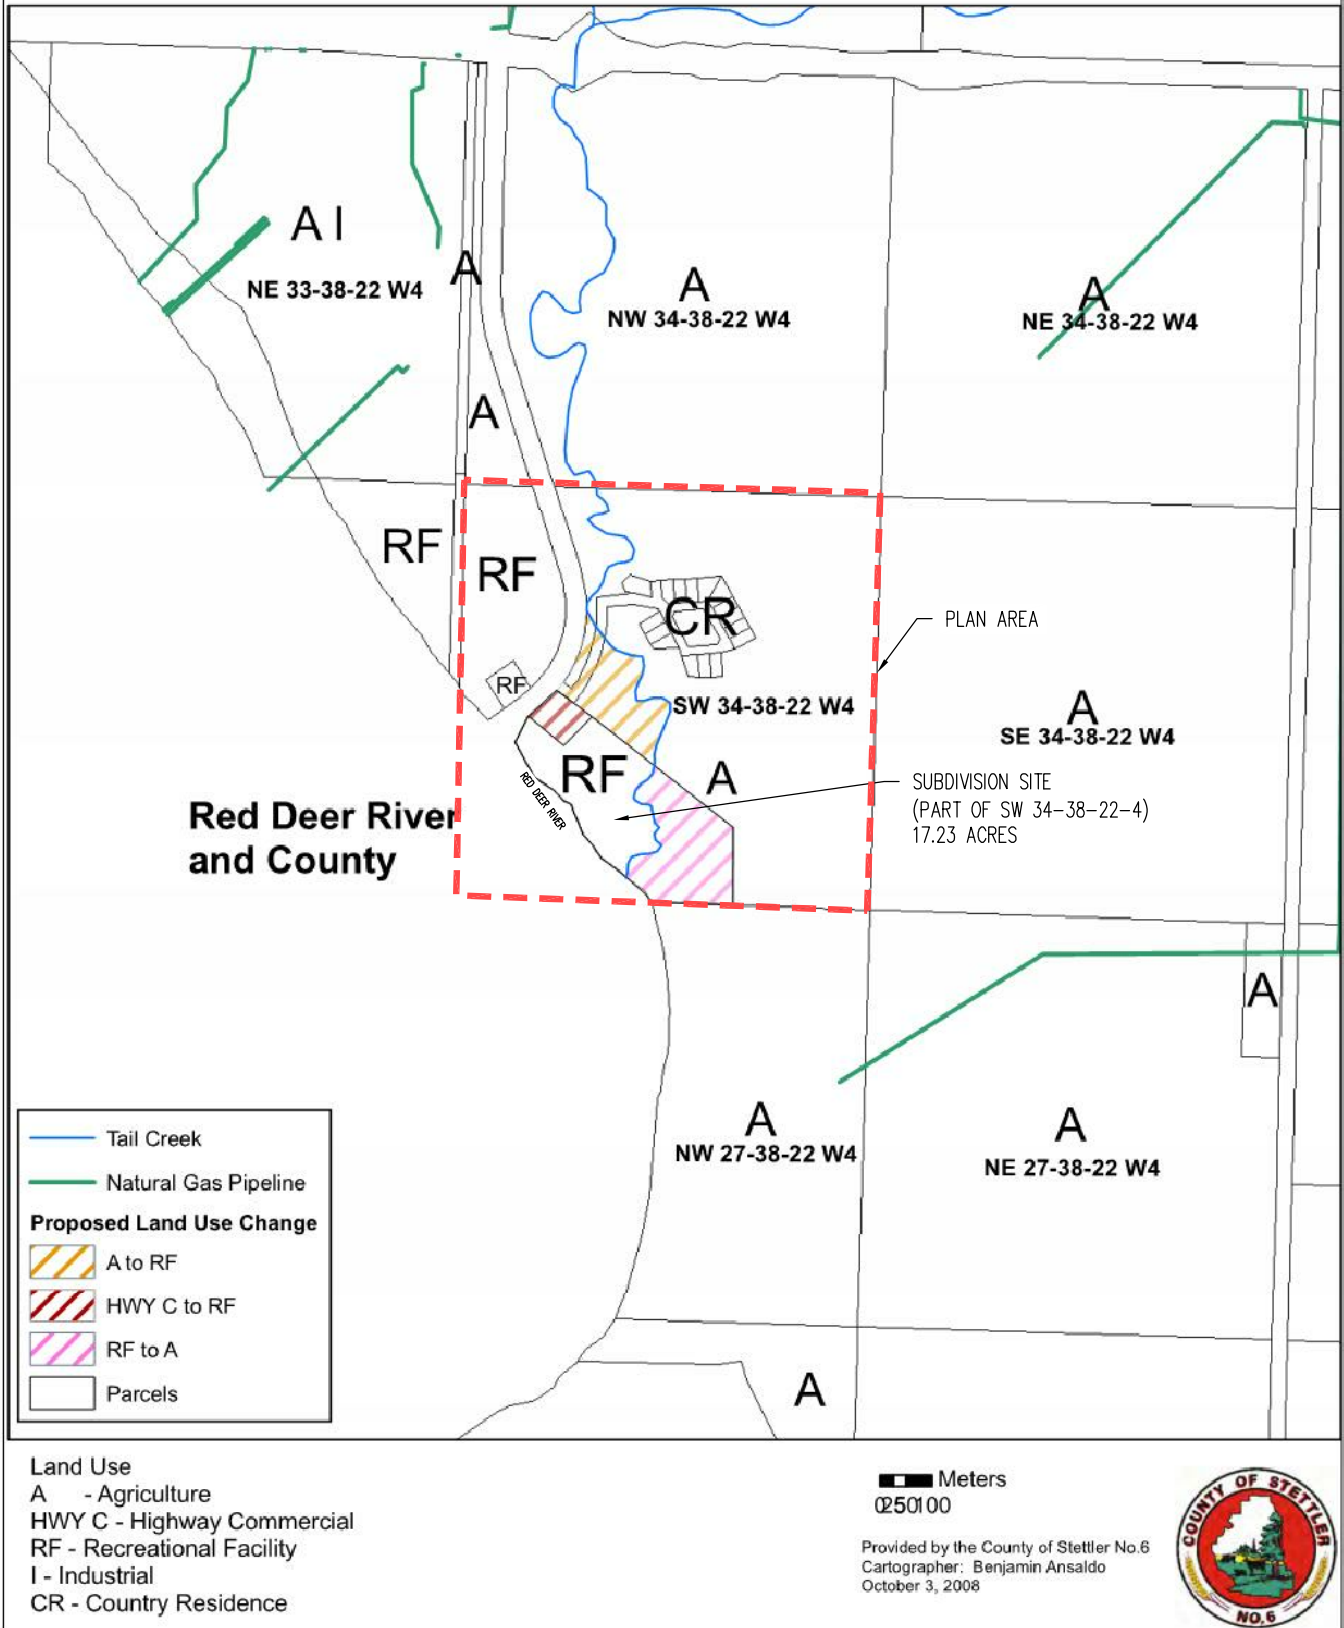 A I
NE 33-38-22 W4
A
A
NW 34-38-22 W4
A
NE 34-38-22 W4
A
RF
RF
CR
PLAN AREA
RF
SW 34-38-22 W4
A
SE 34-38-22 W4
RF
A
RED DEER RIVER
SUBDIVISION SITE
(PART OF SW 34-38-22-4)
17.23 ACRES
Red Deer River
and County
A
A
NW 27-38-22 W4
A
NE 27-38-22 W4
A
Tail Creek
Natural Gas Pipeline
Proposed Land Use Change
A to RF
HWY C to RF
RF to A
Parcels
Land Use
A - Agriculture
HWY C - Highway Commercial
RF - Recreational Facility
I - Industrial
CR - Country Residence
Meters
0250100
Provided by the County of Stettler No.6
Cartographer: Benjamin Ansaldo
October 3, 2008
COUNTY OF STETTLER
NO.6